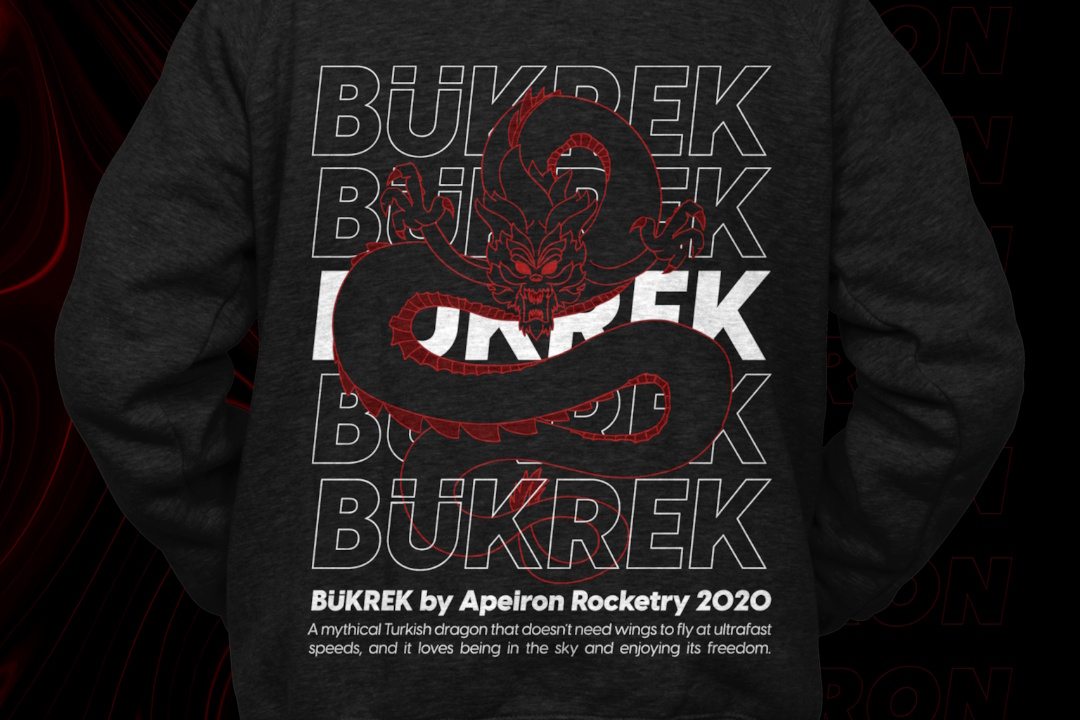 BÜKREK
BÜKREK
BÜKREK
BÜKREK
BÜKREK
BÜKREK by Apeiron Rocketry 2020
A mythical Turkish dragon that doesn't need wings to fly at ultrafast
speeds, and it loves being in the sky and enjoying its freedom.